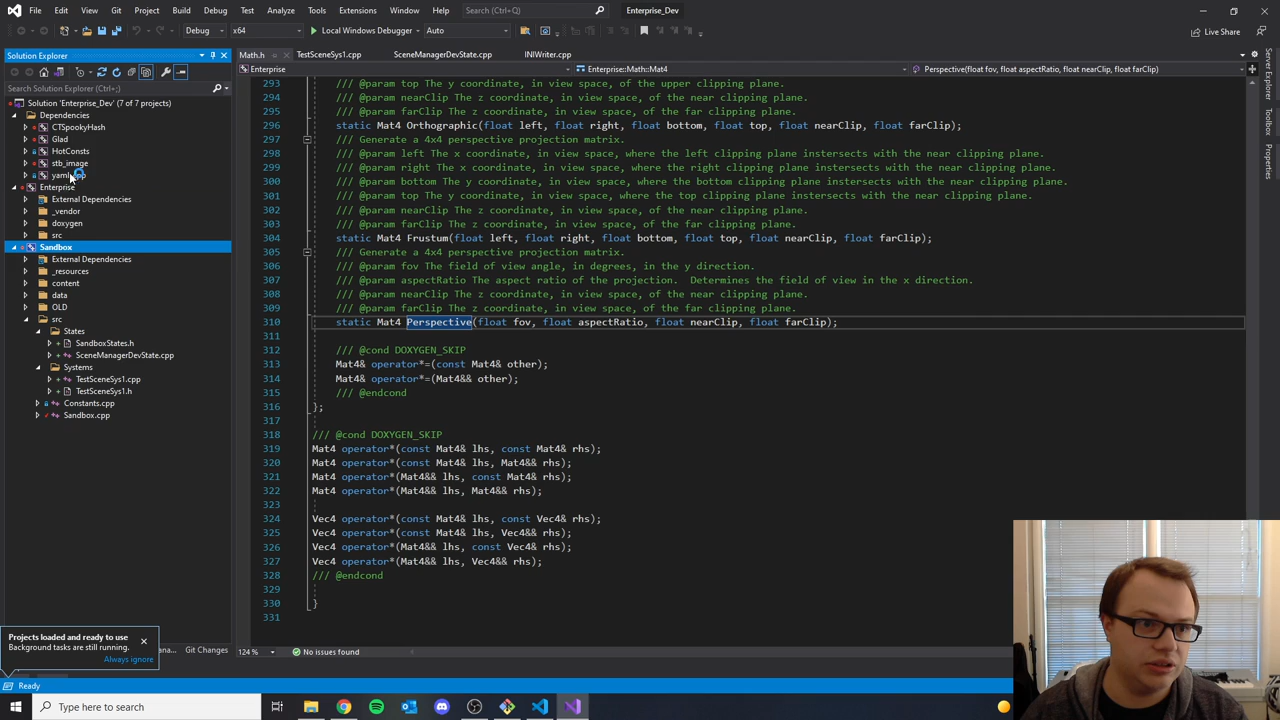 File Edit View Git Project Build Debug Test Analyze Tools Extensions Window Help Search (Ctrl+Q) Enterprise_Dev
Debug x64 Local Windows Debugger Auto Live Share
Solution Explorer
Search Solution Explorer (Ctrl+;)
Solution 'Enterprise_Dev' (7 of 7 projects)
Dependencies
CTSpookyHash
Glad
HotConsts
stb_image
Enterprise
External Dependencies
_vendor
doxygen
src
Sandbox
External Dependencies
_resources
content
data
OLD
src
States
SandboxStates.h
SceneManagerDevState.cpp
Systems
TestSceneSys1.cpp
TestSceneSys1.h
Constants.cpp
Sandbox.cpp
Math.h TestSceneSys1.cpp SceneManagerDevState.cpp INIWriter.cpp
Enterprise Enterprise::Math::Mat4 Perspective(float fov, float aspectRatio, float nearClip, float farClip)
293 /// @param top The y coordinate, in view space, of the upper clipping plane.
294 /// @param nearClip The z coordinate, in view space, of the near clipping plane.
295 /// @param farClip The z coordinate, in view space, of the far clipping plane.
296 static Mat4 Orthographic(float left, float right, float bottom, float top, float nearClip, float farClip);
297 /// Generate a 4x4 perspective projection matrix.
298 /// @param left The x coordinate, in view space, where the left clipping plane instersects with the near clipping plane.
299 /// @param right The x coordinate, in view space, where the right clipping plane instersects with the near clipping plane.
300 /// @param bottom The y coordinate, in view space, where the bottom clipping plane instersects with the near clipping plane.
301 /// @param top The y coordinate, in view space, where the top clipping plane instersects with the near clipping plane.
302 /// @param nearClip The z coordinate, in view space, of the near clipping plane.
303 /// @param farClip The z coordinate, in view space, of the far clipping plane.
304 static Mat4 Frustum(float left, float right, float bottom, float top, float nearClip, float farClip);
305 /// Generate a 4x4 perspective projection matrix.
306 /// @param fov The field of view angle, in degrees, in the y direction.
307 /// @param aspectRatio The aspect ratio of the projection.  Determines the field of view in the x direction.
308 /// @param nearClip The z coordinate, in view space, of the near clipping plane.
309 /// @param farClip The z coordinate, in view space, of the far clipping plane.
310 static Mat4 Perspective(float fov, float aspectRatio, float nearClip, float farClip);
311
312 /// @cond DOXYGEN_SKIP
313 Mat4& operator*=(const Mat4& other);
314 Mat4& operator*=(Mat4&& other);
315 /// @endcond
316 };
317
318 /// @cond DOXYGEN_SKIP
319 Mat4 operator*(const Mat4& lhs, const Mat4& rhs);
320 Mat4 operator*(const Mat4& lhs, Mat4&& rhs);
321 Mat4 operator*(Mat4&& lhs, const Mat4& rhs);
322 Mat4 operator*(Mat4&& lhs, Mat4&& rhs);
323
324 Vec4 operator*(const Mat4& lhs, const Vec4& rhs);
325 Vec4 operator*(const Mat4& lhs, Vec4&& rhs);
326 Vec4 operator*(Mat4&& lhs, const Vec4& rhs);
327 Vec4 operator*(Mat4&& lhs, Vec4&& rhs);
328 /// @endcond
329
330 }
331
Server Explorer
Toolbox
Properties
Projects loaded and ready to use
Background tasks are still running.
Always ignore
Git Changes
124 % No issues found
Ready
Type here to search